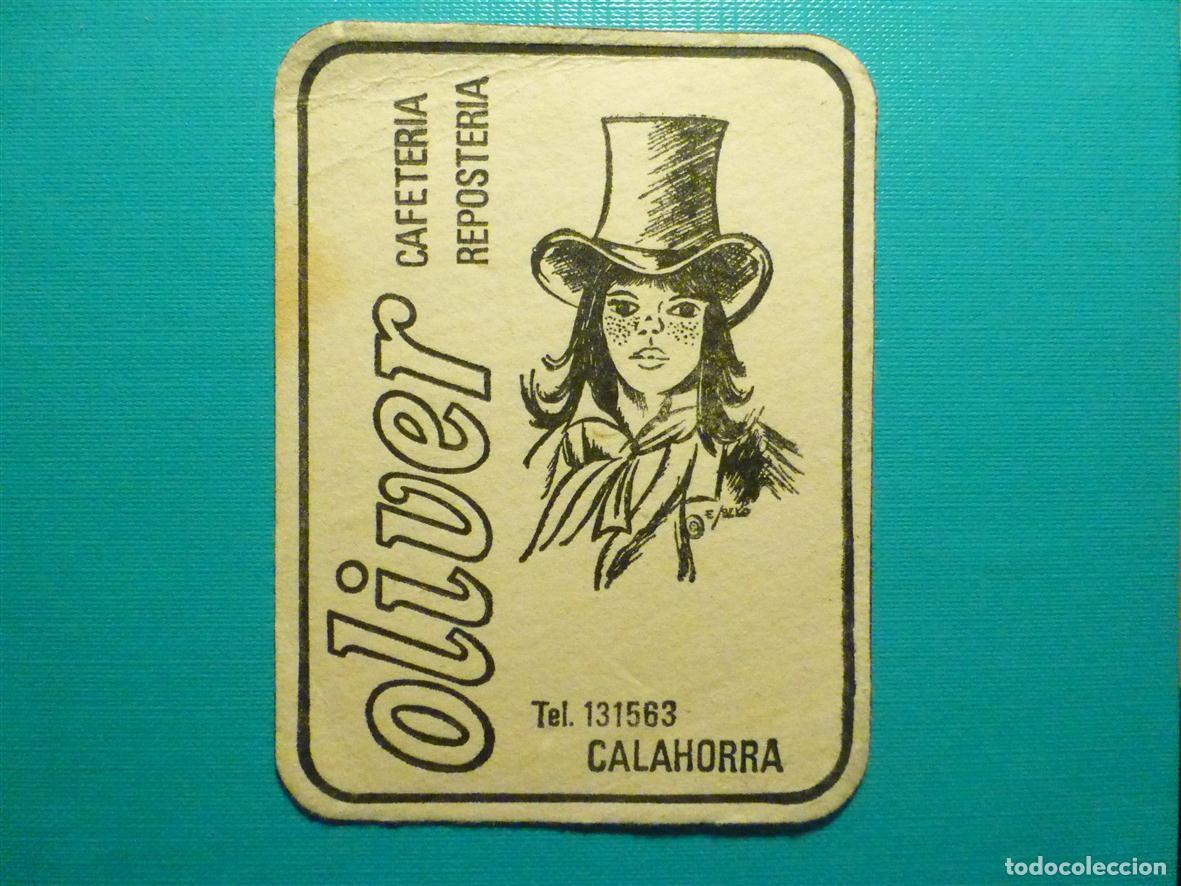 oliver
CAFETERIA
REPOSTERIA
Tel. 131563
CALAHORRA
todocoleccion